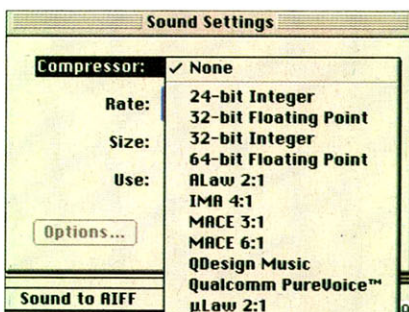 Sound Settings
Compressor: ✓ None
24-bit Integer
Rate: 32-bit Floating Point
Size: 32-bit Integer
64-bit Floating Point
Use: ALaw 2:1
IMA 4:1
MACE 3:1
Options... MACE 6:1
QDesign Music
Qualcomm PureVoice™
Sound to AIFF µLaw 2:1